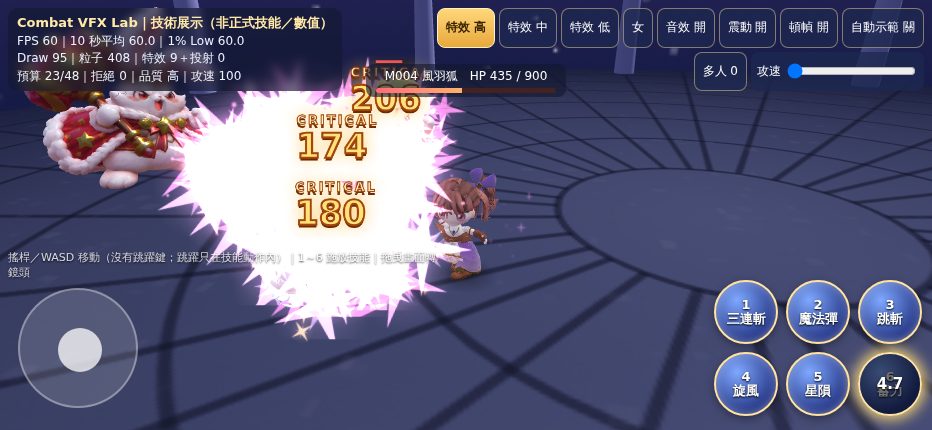 Combat VFX Lab｜技術展示（非正式技能／數值）
FPS 60｜10 秒平均 60.0｜1% Low 60.0
Draw 95｜粒子 408｜特效 9＋投射 0
預算 23/48｜拒絕 0｜品質 高｜攻速 100
特效 高
特效 中
特效 低
女
音效 開
震動 開
頓幀 開
自動示範 關
多人 0
攻速
M004 風羽狐 HP 435 / 900
206
CRITICAL
174
CRITICAL
180
搖桿／WASD 移動（沒有跳躍鍵；跳躍只在技能動作內）｜1～6 施放技能｜
鏡頭
1
三連斬
2
魔法彈
3
跳斬
4
旋風
5
星隕
4.7